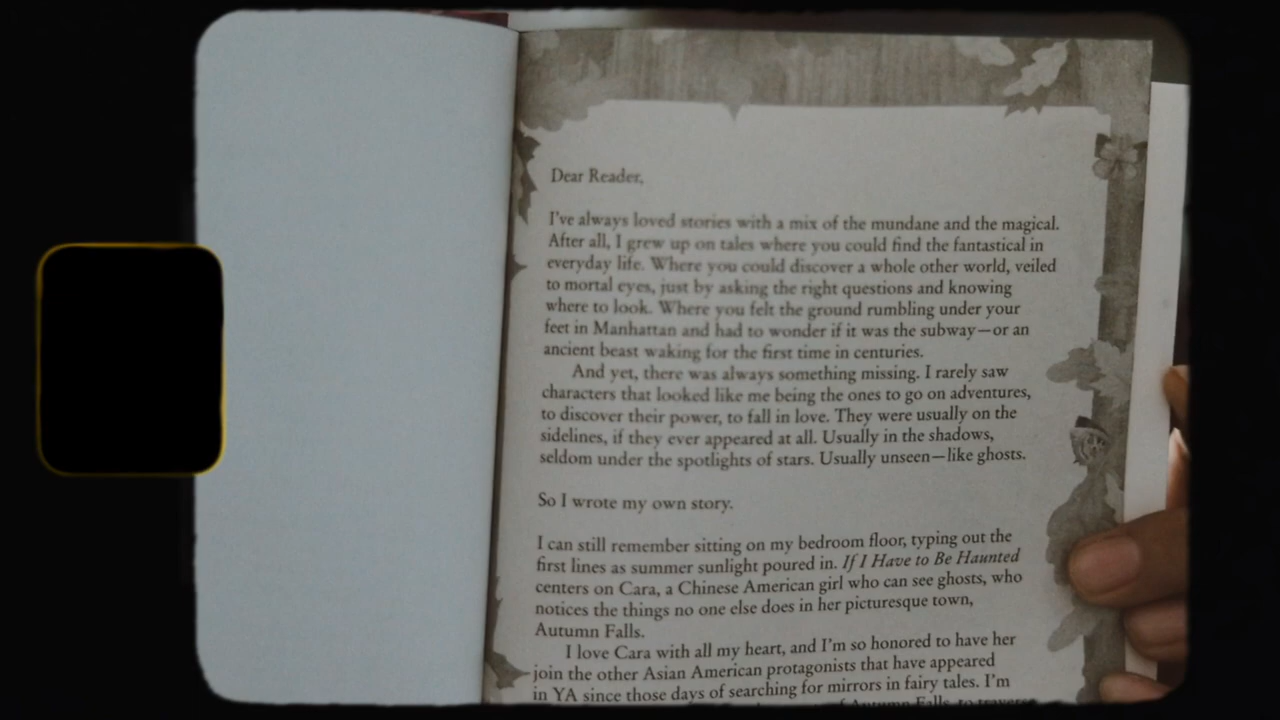 Dear Reader,
I've always loved stories with a mix of the mundane and the magical.
After all, I grew up on tales where you could find the fantastical in
everyday life. Where you could discover a whole other world, veiled
to mortal eyes, just by asking the right questions and knowing
where to look. Where you felt the ground rumbling under your
feet in Manhattan and had to wonder if it was the subway—or an
ancient beast waking for the first time in centuries.
And yet, there was always something missing. I rarely saw
characters that looked like me being the ones to go on adventures,
to discover their power, to fall in love. They were usually on the
sidelines, if they ever appeared at all. Usually in the shadows,
seldom under the spotlights of stars. Usually unseen—like ghosts.
So I wrote my own story.
I can still remember sitting on my bedroom floor, typing out the
first lines as summer sunlight poured in. If I Have to Be Haunted
centers on Cara, a Chinese American girl who can see ghosts, who
notices the things no one else does in her picturesque town,
Autumn Falls.
I love Cara with all my heart, and I'm so honored to have her
join the other Asian American protagonists that have appeared
in YA since those days of searching for mirrors in fairy tales. I'm
of Autumn Falls, to traverse